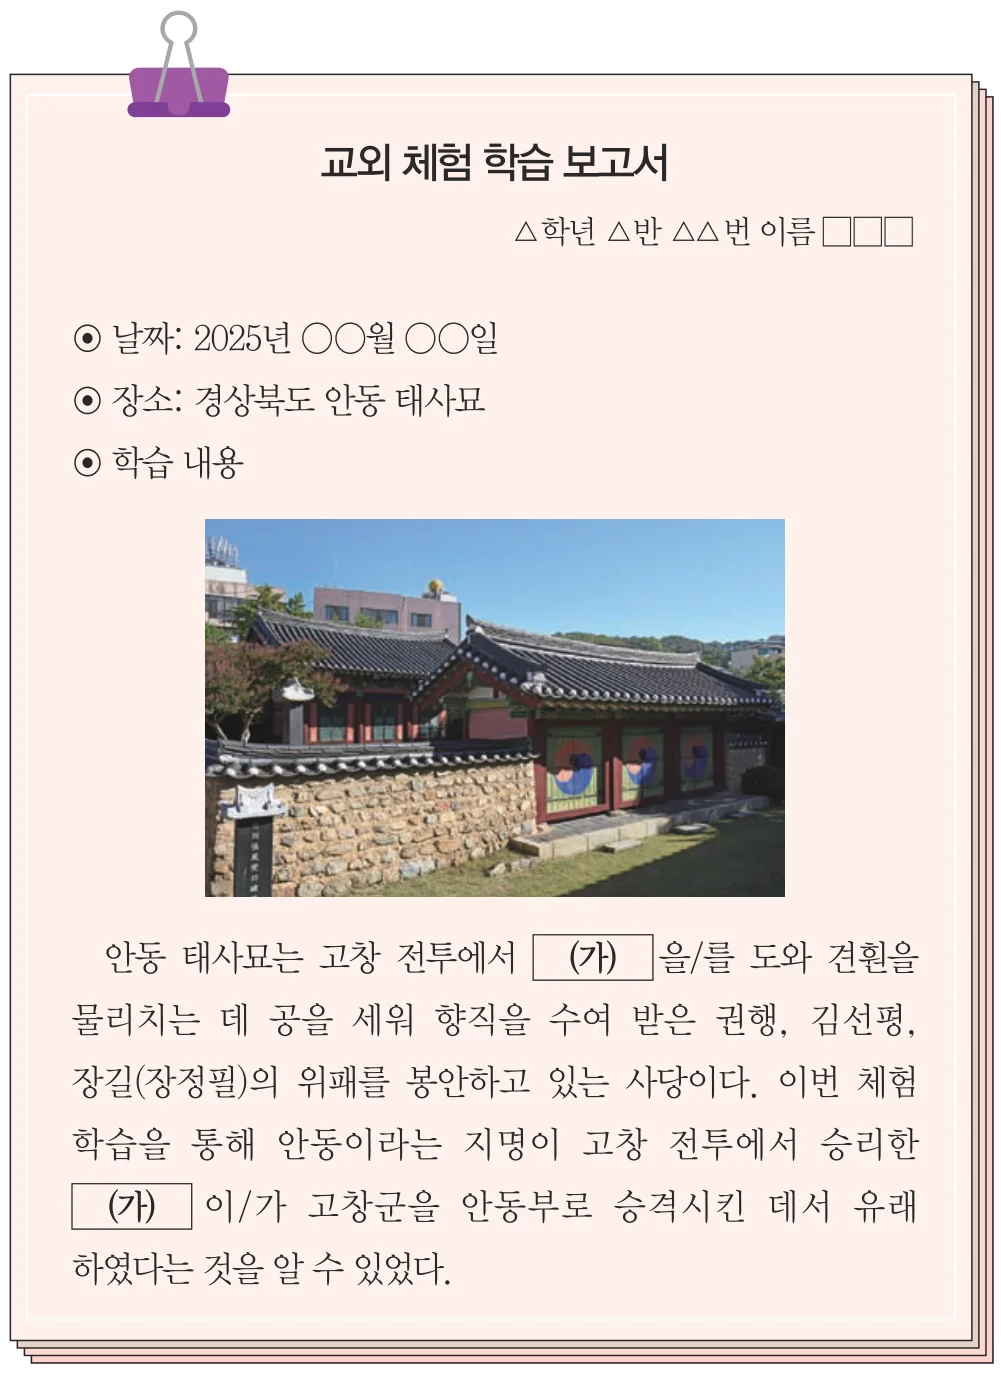 교외 체험 학습 보고서
△학년 △반 △△번 이름 □□□
⊙ 날짜: 2025년 ○○월 ○○일
⊙ 장소: 경상북도 안동 태사묘
⊙ 학습 내용
안동 태사묘는 고창 전투에서 (가) 을/를 도와 견훤을
물리치는 데 공을 세워 향직을 수여 받은 권행, 김선평,
장길(장정필)의 위패를 봉안하고 있는 사당이다. 이번 체험
학습을 통해 안동이라는 지명이 고창 전투에서 승리한
(가) 이/가 고창군을 안동부로 승격시킨 데서 유래
하였다는 것을 알 수 있었다.